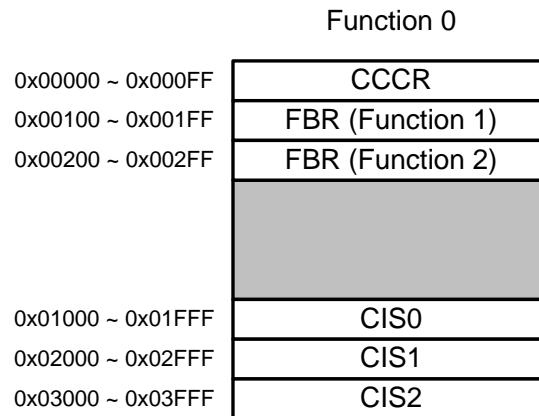 Function 0
0x00000 ~ 0x000FF CCCR
0x00100 ~ 0x001FF FBR (Function 1)
0x00200 ~ 0x002FF FBR (Function 2)
0x01000 ~ 0x01FFF CIS0
0x02000 ~ 0x02FFF CIS1
0x03000 ~ 0x03FFF CIS2